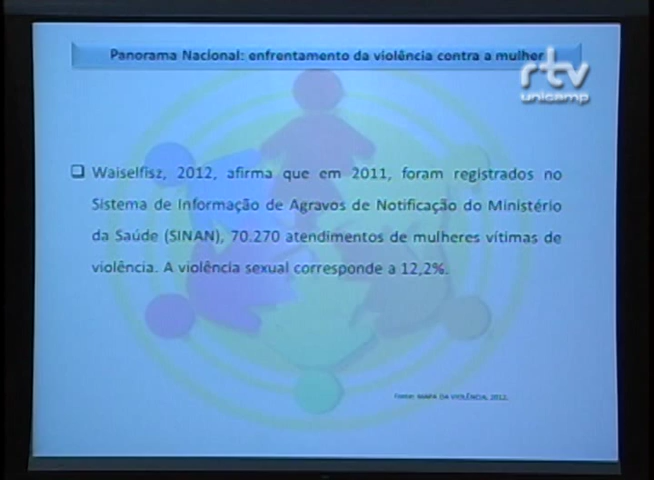 Panorama Nacional: enfrentamento da violência contra a mulher
rtv
unicamp
❑ Waiselfisz, 2012, afirma que em 2011, foram registrados no
Sistema de Informação de Agravos de Notificação do Ministério
da Saúde (SINAN), 70.270 atendimentos de mulheres vítimas de
violência. A violência sexual corresponde a 12,2%.
Fonte: MAPA DA VIOLÊNCIA, 2012.